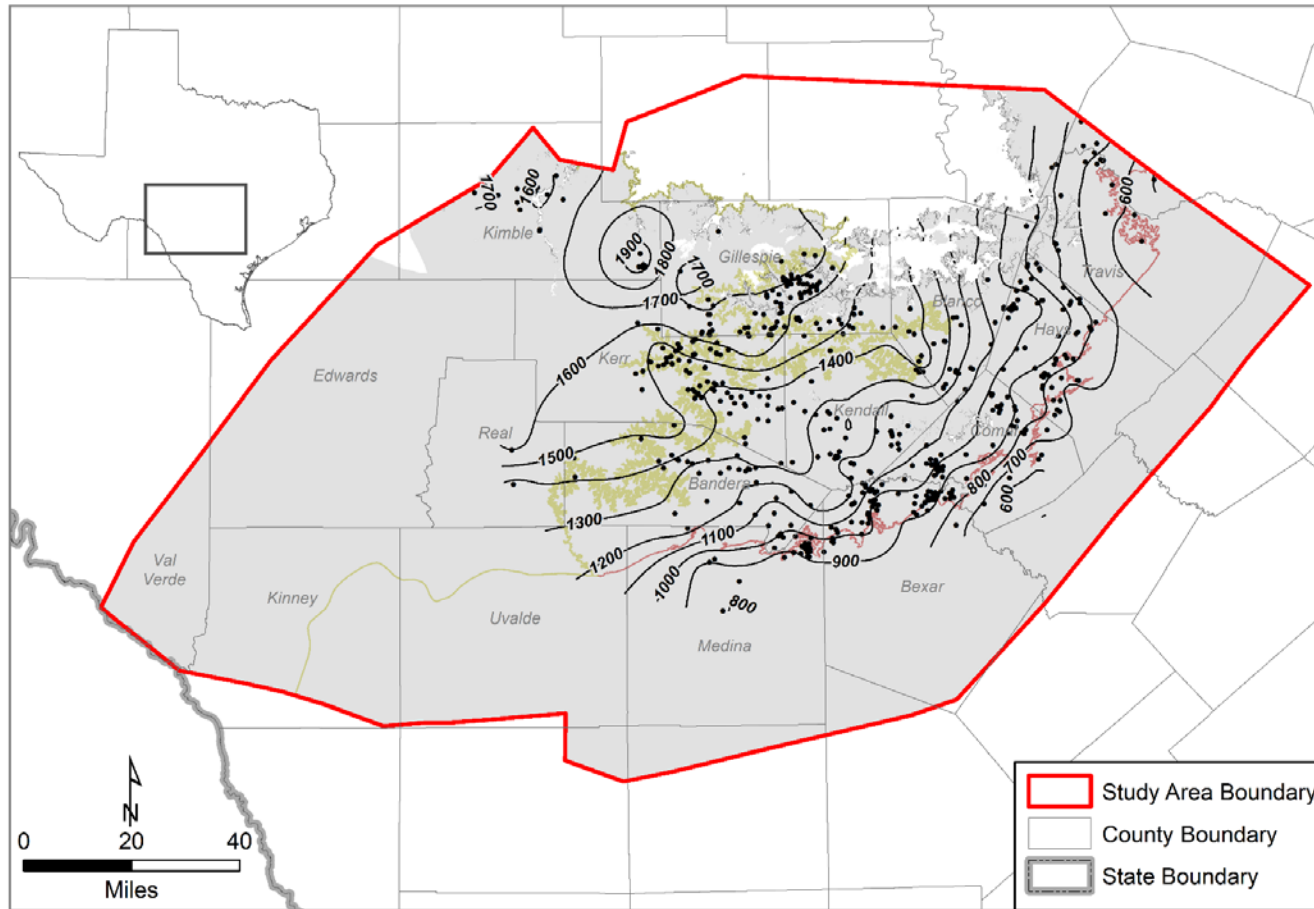 600
1700
1600
Kimble
1900
1800
1700
Gillespie
Travis
1700
Blanco
Hays
1600
Kerr
1400
Edwards
Kendall
Real
Comal
1500
700
Bandera
800
600
1300
1100
1200
900
Val
Verde
1000
Bexar
Kinney
800
Uvalde
Medina
N
0 20 40
Miles
Study Area Boundary
County Boundary
State Boundary